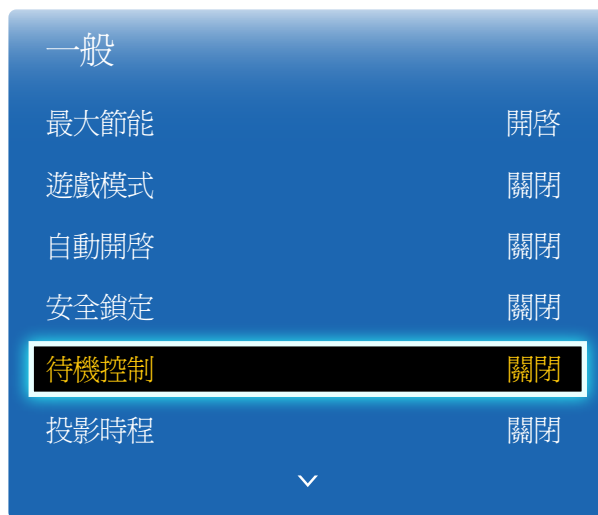 一般
最大節能 開啓
遊戲模式 關閉
自動開啓 關閉
安全鎖定 關閉
待機控制 關閉
投影時程 關閉